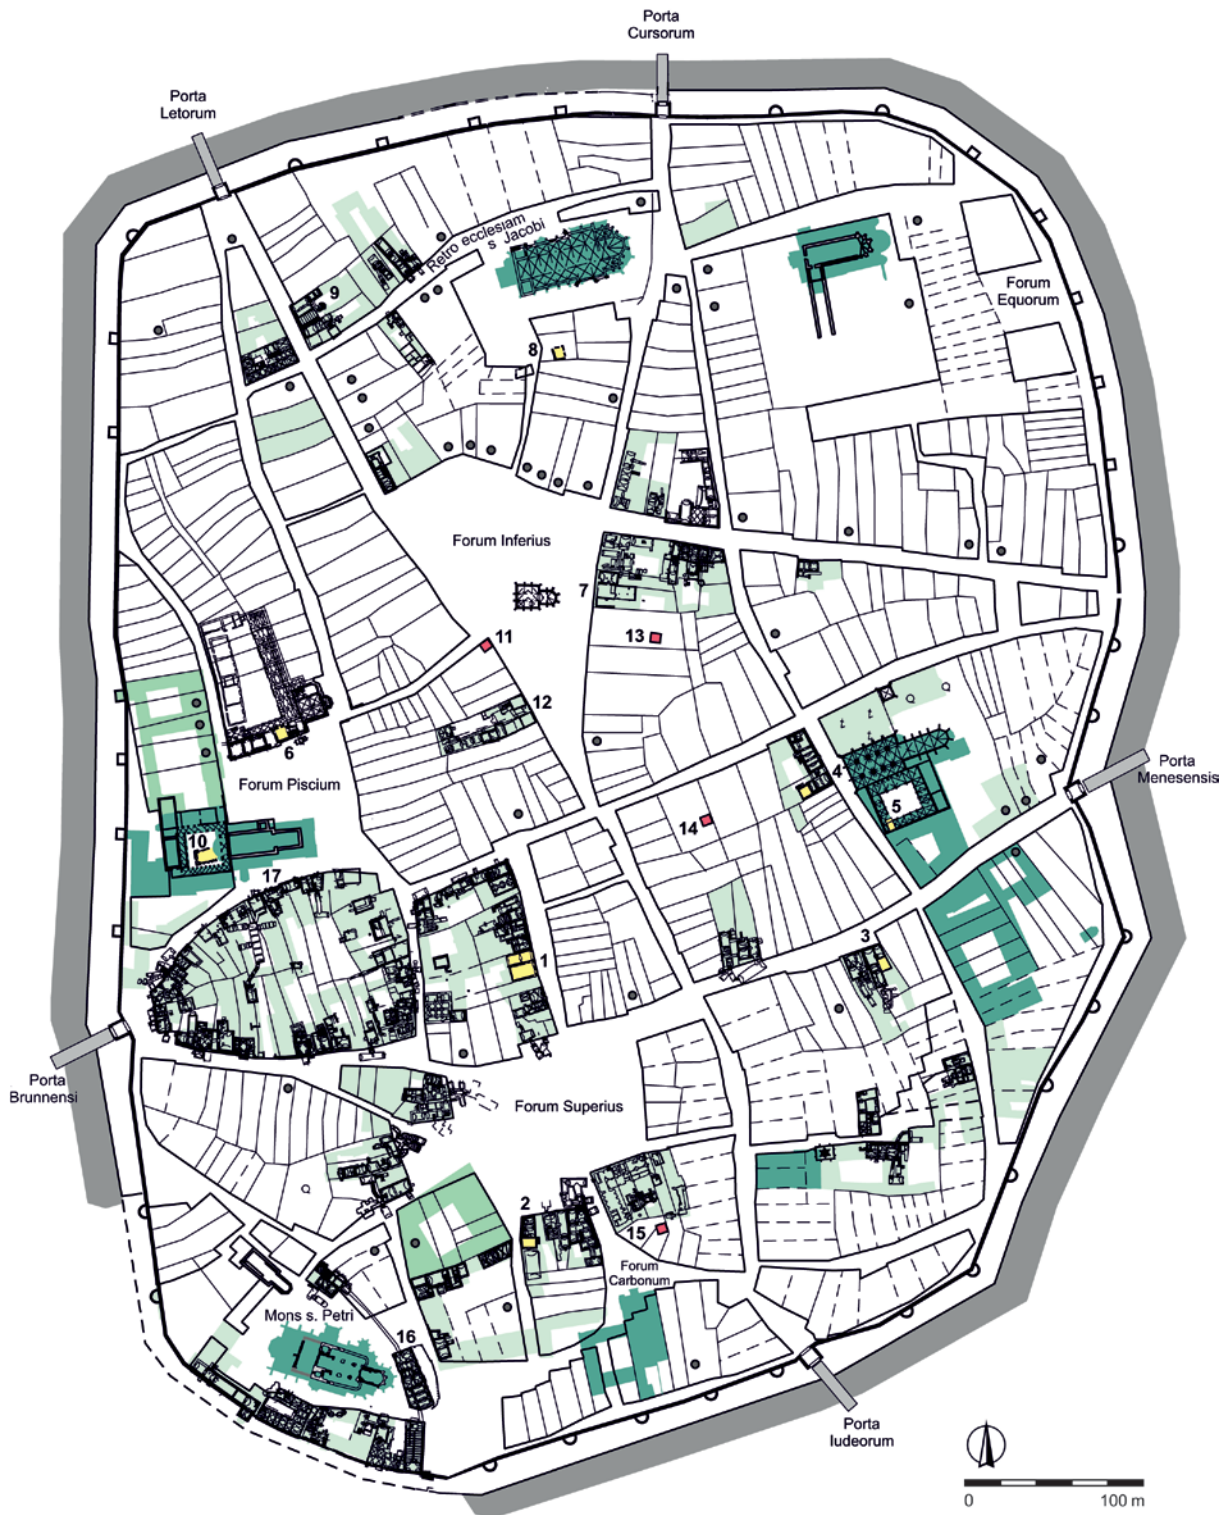 Porta
Cursorum
Porta
Letorum
Retro ecclesiam
s Jacobi
9
Forum
Equorum
8
Forum Inferius
7
11
13
12
6
Forum Piscium
4
Porta
Menesensis
5
14
10
17
3
1
Porta
Brunnensi
Forum Superius
2
15
Forum
Carbonum
Mons s. Petri
16
Porta
Iudeorum
0
100 m